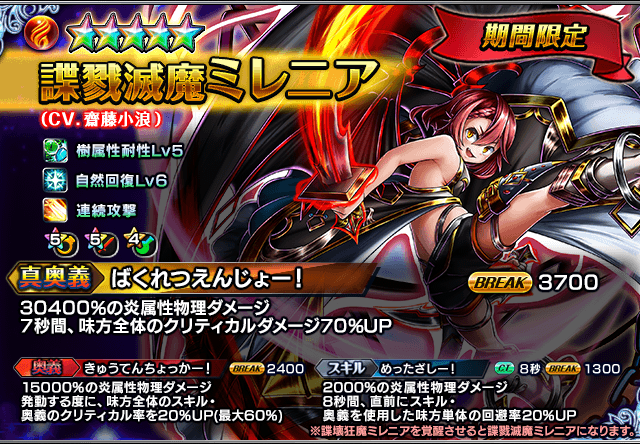 期間限定
諜戮滅魔ミレニア
(CV.齋藤小浪)
樹属性耐性Lv5
自然回復Lv6
連続攻撃
5 5 4
真奥義 ばくれつえんじょー!
BREAK 3700
30400%の炎属性物理ダメージ
7秒間、味方全体のクリティカルダメージ70%UP
奥義 きゅうてんちょっかー! BREAK 2400
15000%の炎属性物理ダメージ
発動する度に、味方全体のスキル・
奥義のクリティカル率を20%UP(最大60%)
スキル めったざしー! CT 8秒 BREAK 1300
2000%の炎属性物理ダメージ
8秒間、直前にスキル・
奥義を使用した味方単体の回避率20%UP
※諜壊狂魔ミレニアを覚醒させると諜戮滅魔ミレニアになります。